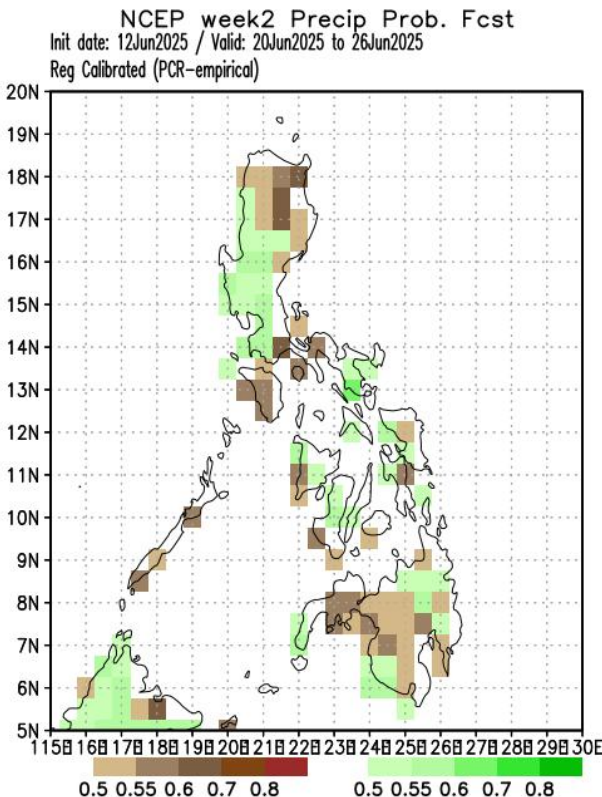 NCEP week2 Precip Prob. Fcst
Init date: 12Jun2025 / Valid: 20Jun2025 to 26Jun2025
Reg Calibrated (PCR-empirical)
20N
19N
18N
17N
16N
15N
14N
13N
12N
11N
10N
9N
8N
7N
6N
5N
115E 116E 117E 118E 119E 120E 121E 122E 123E 124E 125E 126E 127E 128E 129E 130E
0.5 0.55 0.6 0.7 0.8 0.5 0.55 0.6 0.7 0.8